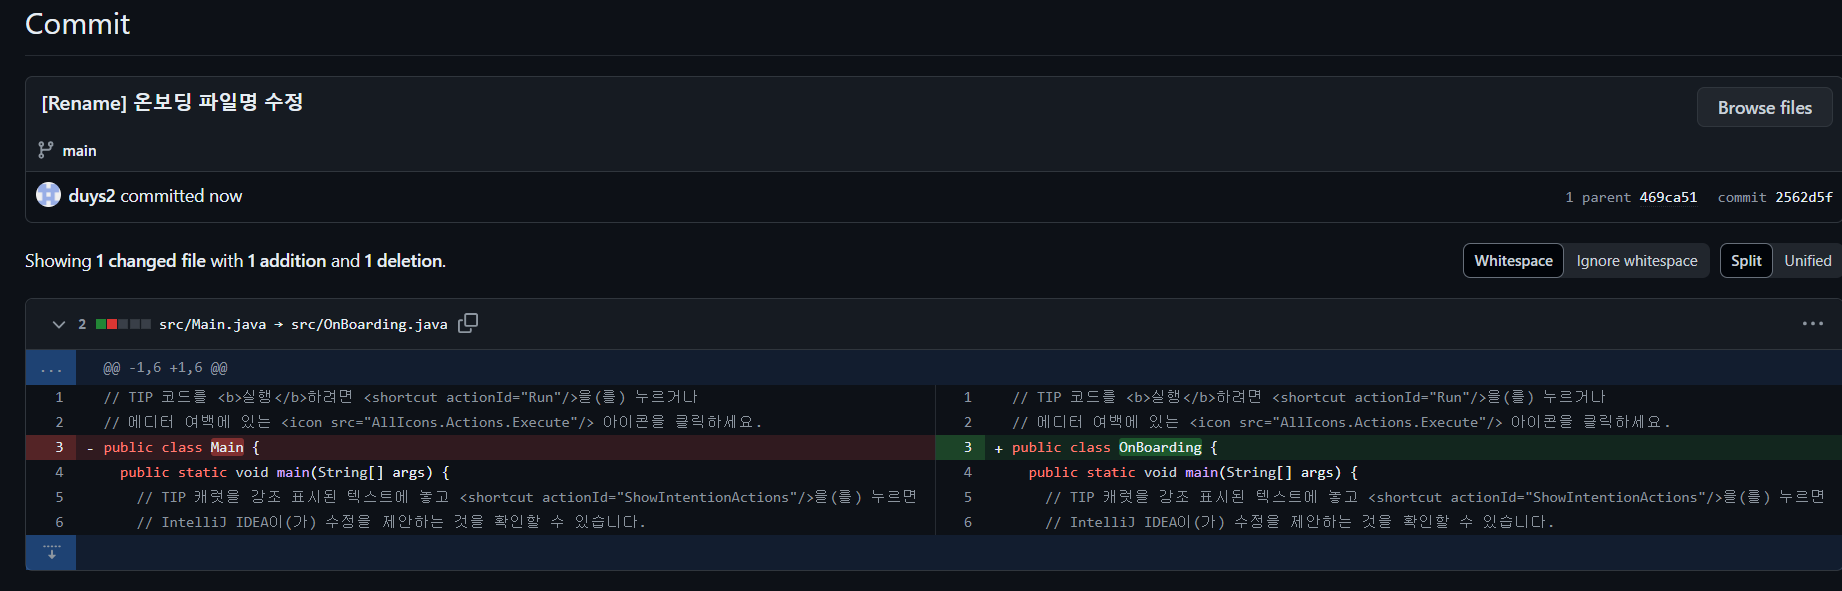 Commit
[Rename] 온보딩 파일명 수정
Browse files
main
duys2 committed now
1 parent 469ca51 commit 2562d5f
Showing 1 changed file with 1 addition and 1 deletion.
Whitespace Ignore whitespace Split Unified
2 src/Main.java → src/OnBoarding.java
@@ -1,6 +1,6 @@
1 // TIP 코드를 <b>실행</b>하려면 <shortcut actionId="Run"/>을(를) 누르거나
2 // 에디터 여백에 있는 <icon src="AllIcons.Actions.Execute"/> 아이콘을 클릭하세요.
3 - public class Main {
4 public static void main(String[] args) {
5 // TIP 캐럿을 강조 표시된 텍스트에 놓고 <shortcut actionId="ShowIntentionActions"/>을(를) 누르면
6 // IntelliJ IDEA이(가) 수정을 제안하는 것을 확인할 수 있습니다.
1 // TIP 코드를 <b>실행</b>하려면 <shortcut actionId="Run"/>을(를) 누르거나
2 // 에디터 여백에 있는 <icon src="AllIcons.Actions.Execute"/> 아이콘을 클릭하세요.
3 + public class OnBoarding {
4 public static void main(String[] args) {
5 // TIP 캐럿을 강조 표시된 텍스트에 놓고 <shortcut actionId="ShowIntentionActions"/>을(를) 누르면
6 // IntelliJ IDEA이(가) 수정을 제안하는 것을 확인할 수 있습니다.